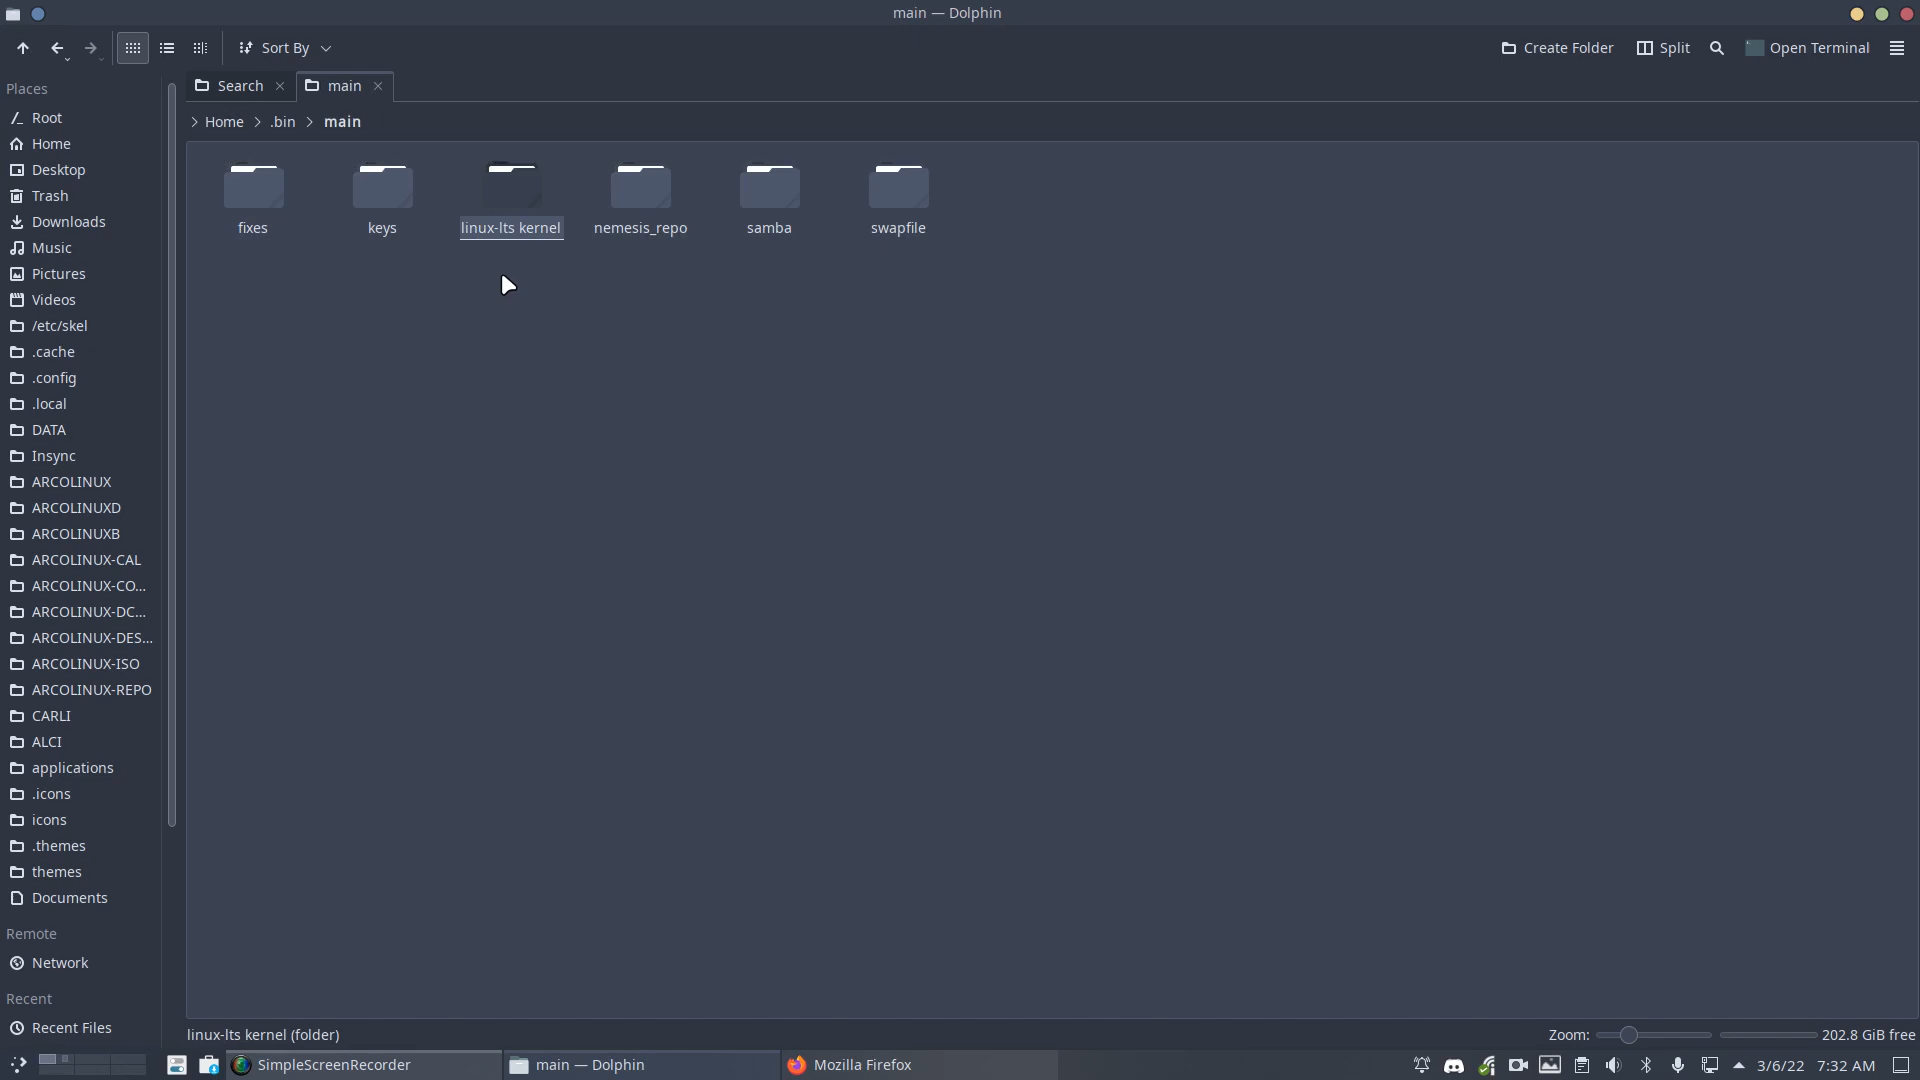 main — Dolphin
Sort By
Create Folder
Split
Open Terminal
Places
Search
main
Home > .bin > main
Root
Home
Desktop
Trash
Downloads
Music
Pictures
Videos
/etc/skel
.cache
.config
.local
DATA
Insync
ARCOLINUX
ARCOLINUXD
ARCOLINUXB
ARCOLINUX-CAL
ARCOLINUX-CO...
ARCOLINUX-DC...
ARCOLINUX-DES...
ARCOLINUX-ISO
ARCOLINUX-REPO
CARLI
ALCI
applications
.icons
icons
.themes
themes
Documents
Remote
Network
Recent
Recent Files
fixes
keys
linux-lts kernel
nemesis_repo
samba
swapfile
linux-lts kernel (folder)
Zoom:
202.8 GiB free
SimpleScreenRecorder
main — Dolphin
Mozilla Firefox
3/6/22
7:32 AM